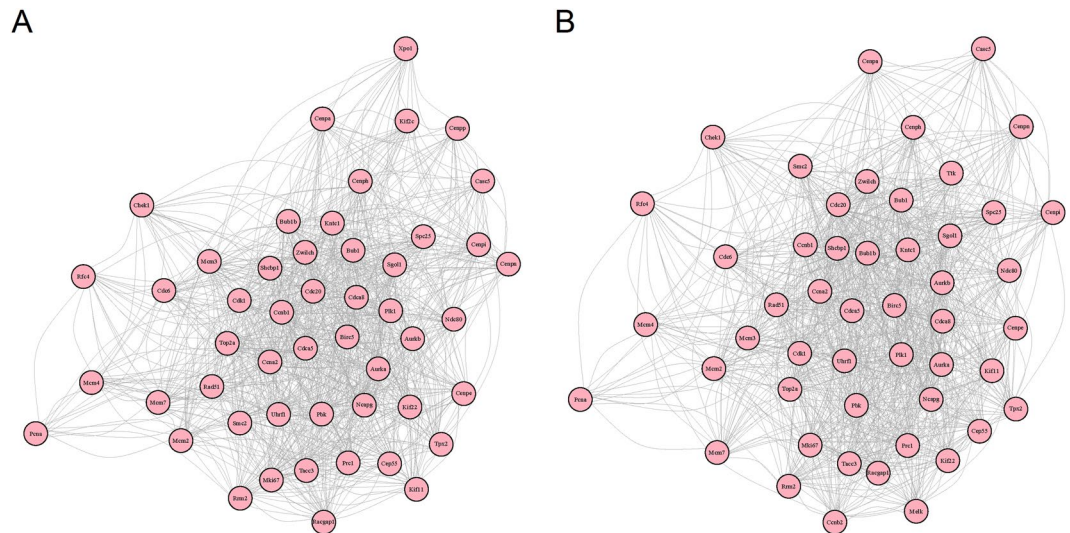 A
Xpo1
Cenpa
Kif2c
Cenpp
Cenph
Casc5
Chek1
Bub1b
Kntc1
Spc25
Cenpi
Zwilch
Bub1
Mcm3
Shcbp1
Sgol1
Cenpn
Rfc4
Cdc6
Cdk1
Cdc20
Cdca8
Plk1
Ccnb1
Ndc80
Top2a
Cdca5
Birc5
Aurkb
Ccna2
Aurka
Mcm4
Rad51
Cenpe
Mcm7
Ncapg
Kif22
Pcna
Mcm2
Smc2
Uhrf1
Pbk
Tpx2
Mki67
Tacc3
Prc1
Cep55
Kif11
Rrm2
Racgap1
B
Casc5
Cenpa
Chek1
Cenph
Smc2
Zwilch
Ttk
Rfc4
Cdc20
Bub1
Spc25
Cenpi
Cdc6
Ccnb1
Shcbp1
Bub1b
Kntc1
Sgol1
Ndc80
Ccna2
Aurkb
Rad51
Cdca5
Birc5
Mcm4
Mcm3
Cdca8
Cenpe
Cdk1
Uhrf1
Plk1
Mcm2
Aurka
Kif11
Pcna
Top2a
Pbk
Ncapg
Tpx2
Mcm7
Mki67
Prc1
Cep55
Tacc3
Racgap1
Kif22
Rrm2
Ccnb2
Melk